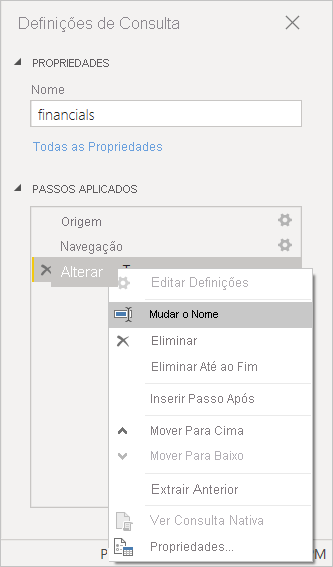 Definições de Consulta
PROPRIEDADES
Nome
financials
Todas as Propriedades
PASSOS APLICADOS
Origem
Navegação
Alterar
Editar Definições
Mudar o Nome
Eliminar
Eliminar Até ao Fim
Inserir Passo Após
Mover Para Cima
Mover Para Baixo
Extrair Anterior
Ver Consulta Nativa
Propriedades...